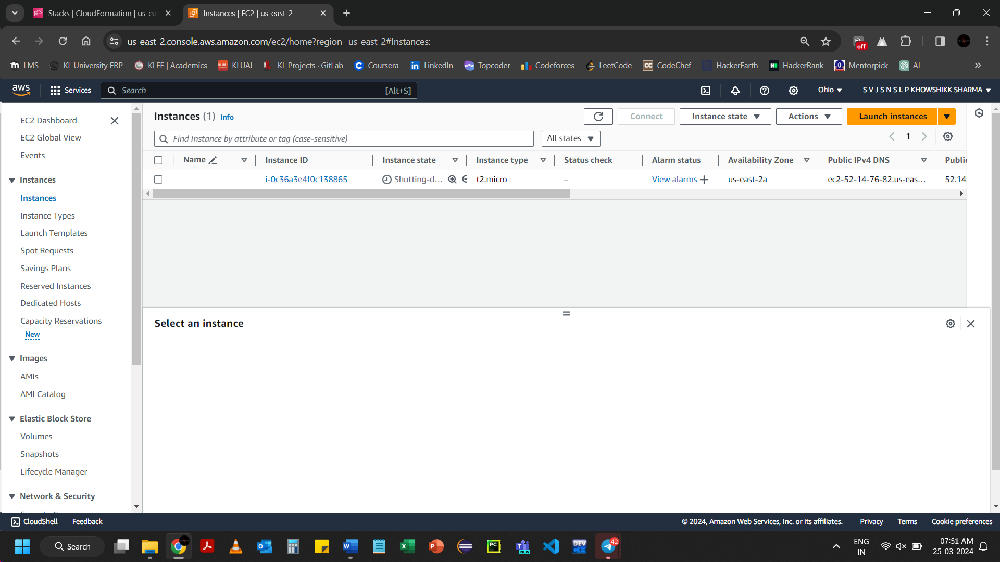 Stacks | CloudFormation | us-ea
Instances | EC2 | us-east-2
us-east-2.console.aws.amazon.com/ec2/home?region=us-east-2#Instances:
off
LMS KL University ERP KLEF | Academics KLUAI KL Projects · GitLab Coursera LinkedIn Topcoder Codeforces LeetCode CodeChef HackerEarth HackerRank Mentorpick AI
aws Services Search [Alt+S] Ohio S V J S N S L P KHOWSHIKK SHARMA
EC2 Dashboard
EC2 Global View
Events
Instances
Instances
Instance Types
Launch Templates
Spot Requests
Savings Plans
Reserved Instances
Dedicated Hosts
Capacity Reservations
New
Images
AMIs
AMI Catalog
Elastic Block Store
Volumes
Snapshots
Lifecycle Manager
Network & Security
Instances (1) Info Connect Instance state Actions Launch instances
Find Instance by attribute or tag (case-sensitive) All states 1
Name Instance ID Instance state Instance type Status check Alarm status Availability Zone Public IPv4 DNS Public
i-0c36a3e4f0c138865 Shutting-d... t2.micro – View alarms + us-east-2a ec2-52-14-76-82.us-eas... 52.14.
Select an instance
CloudShell Feedback © 2024, Amazon Web Services, Inc. or its affiliates. Privacy Terms Cookie preferences
Search NEW DEV 42 ENG IN 07:51 AM
25-03-2024